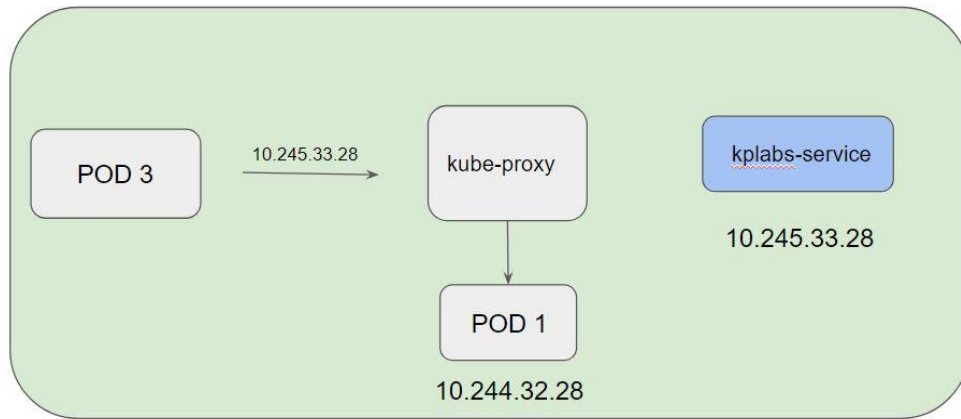 POD 3
10.245.33.28
kube-proxy
kplabs-service
10.245.33.28
POD 1
10.244.32.28